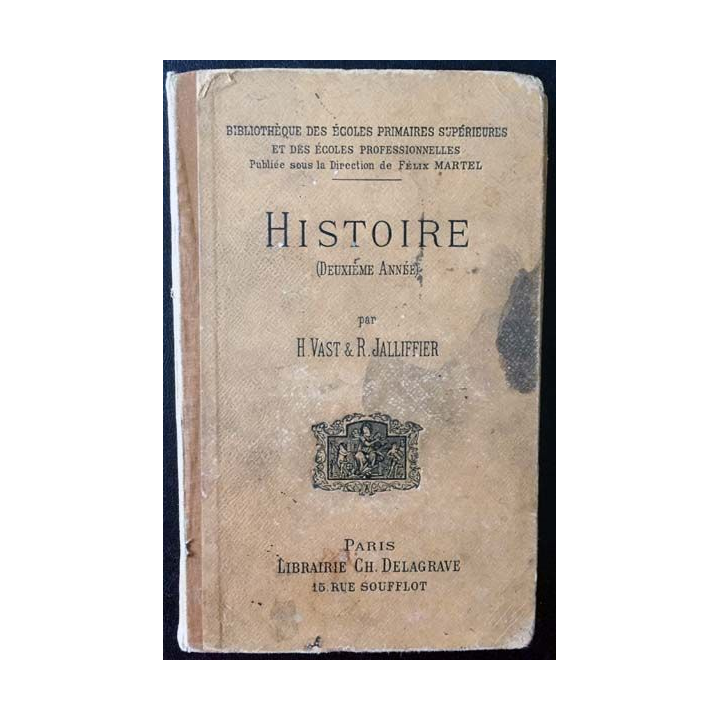 BIBLIOTHÈQUE DES ÉCOLES PRIMAIRES SUPÉRIEURES
ET DES ÉCOLES PROFESSIONNELLES
Publiée sous la Direction de FÉLIX MARTEL
HISTOIRE
(DEUXIÈME ANNÉE)
par
H. VAST & R. JALLIFFIER
PARIS
LIBRAIRIE CH. DELAGRAVE
15, RUE SOUFFLOT